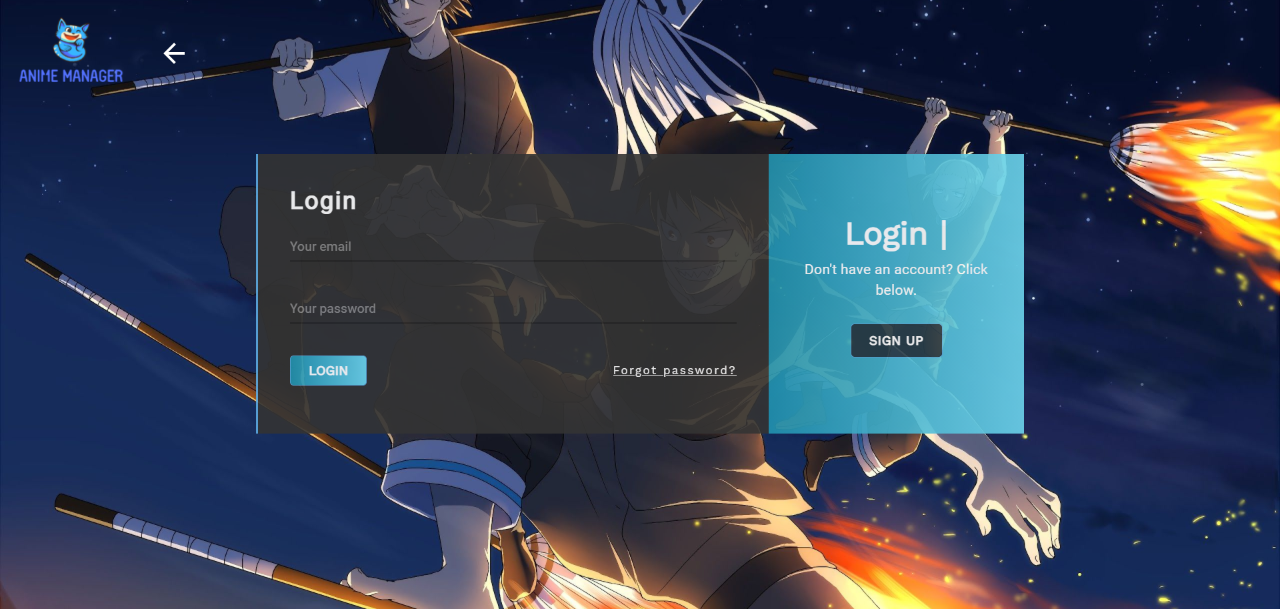 ANIME MANAGER
Login
Your email
Your password
LOGIN
Forgot password?
Login |
Don't have an account? Click
below.
SIGN UP